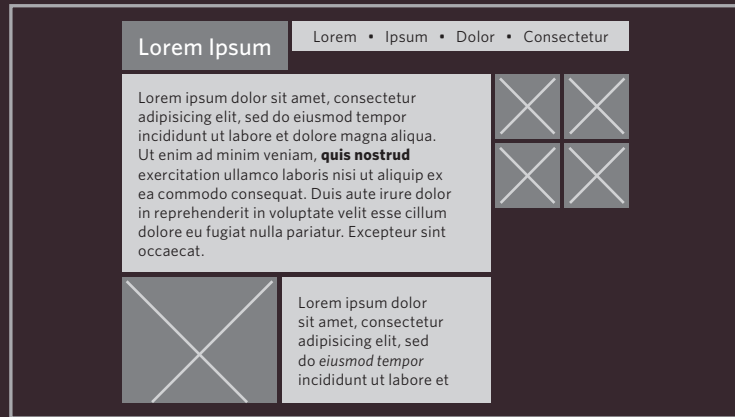 Lorem Ipsum
Lorem • Ipsum • Dolor • Consectetur
Lorem ipsum dolor sit amet, consectetur
adipisicing elit, sed do eiusmod tempor
incididunt ut labore et dolore magna aliqua.
Ut enim ad minim veniam, quis nostrud
exercitation ullamco laboris nisi ut aliquip ex
ea commodo consequat. Duis aute irure dolor
in reprehenderit in voluptate velit esse cillum
dolore eu fugiat nulla pariatur. Excepteur sint
occaecat.
Lorem ipsum dolor
sit amet, consectetur
adipisicing elit, sed
do eiusmod tempor
incididunt ut labore et